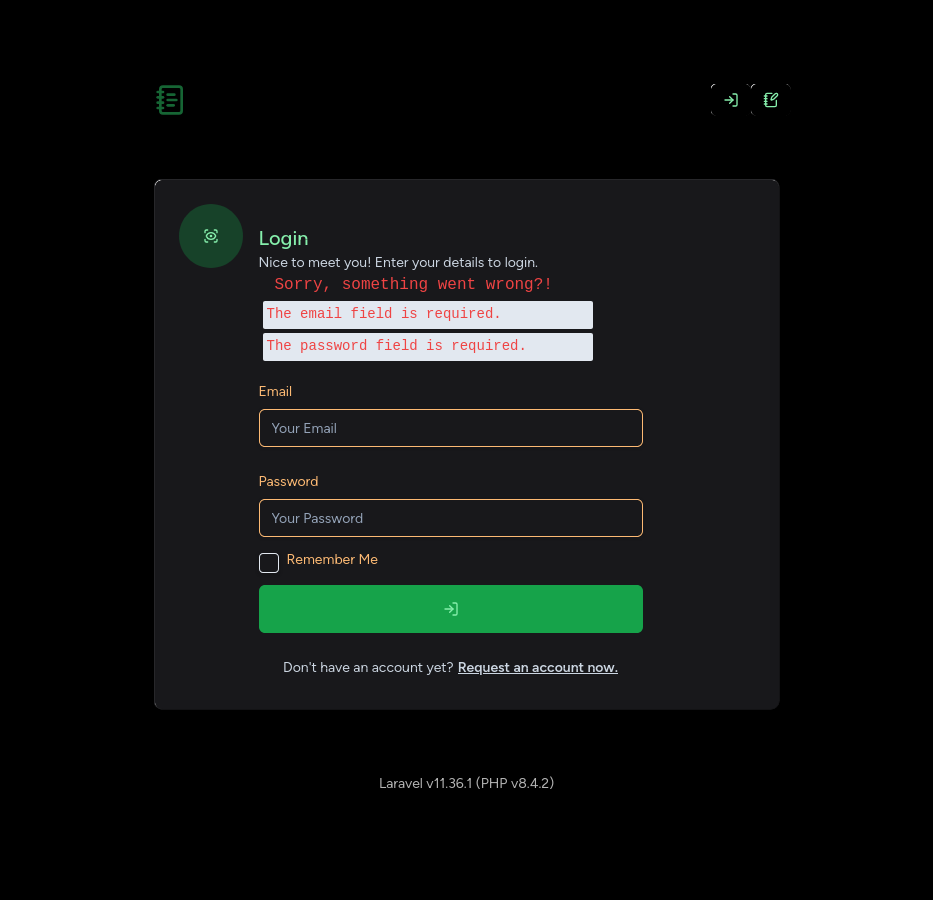 Login
Nice to meet you! Enter your details to login.
Sorry, something went wrong?!
The email field is required.
The password field is required.
Email
Your Email
Password
Your Password
Remember Me
Don't have an account yet? Request an account now.
Laravel v11.36.1 (PHP v8.4.2)